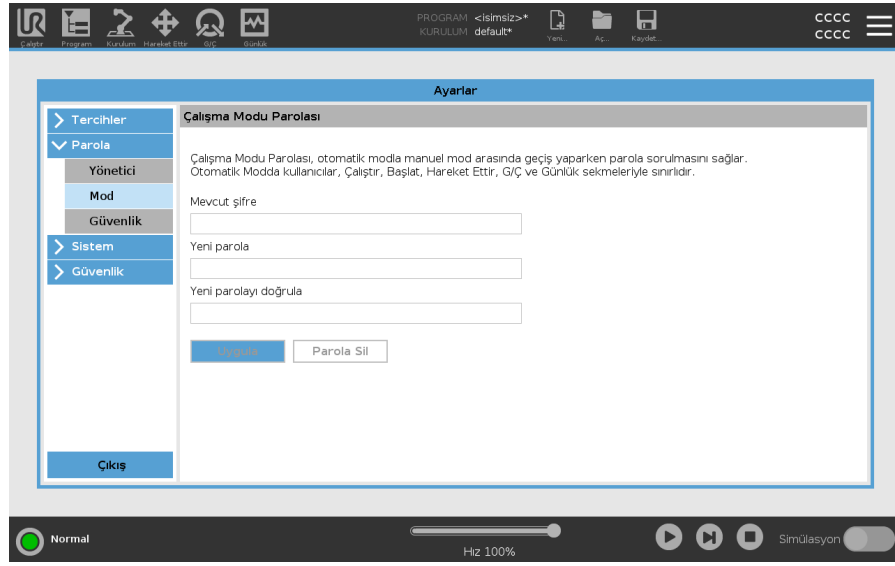 UR
Çalıştır
Program
Kurulum
Hareket Ettir
G/Ç
Günlük
PROGRAM <isimsiz>*
KURULUM default*
Yeni...
Aç...
Kaydet...
cccc
cccc
Ayarlar
Tercihler
Parola
Yönetici
Mod
Güvenlik
Sistem
Güvenlik
Çıkış
Çalışma Modu Parolası
Çalışma Modu Parolası, otomatik modla manuel mod arasında geçiş yaparken parola sorulmasını sağlar.
Otomatik Modda kullanıcılar, Çalıştır, Başlat, Hareket Ettir, G/Ç ve Günlük sekmeleriyle sınırlıdır.
Mevcut şifre
Yeni parola
Yeni parolayı doğrula
Uygula
Parola Sil
Normal
Hız 100%
Simülasyon